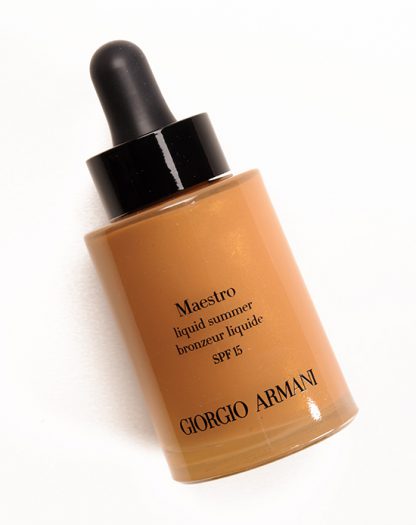 Maestro
liquid summer
bronzeur liquide
SPF 15
GIORGIO ARMANI